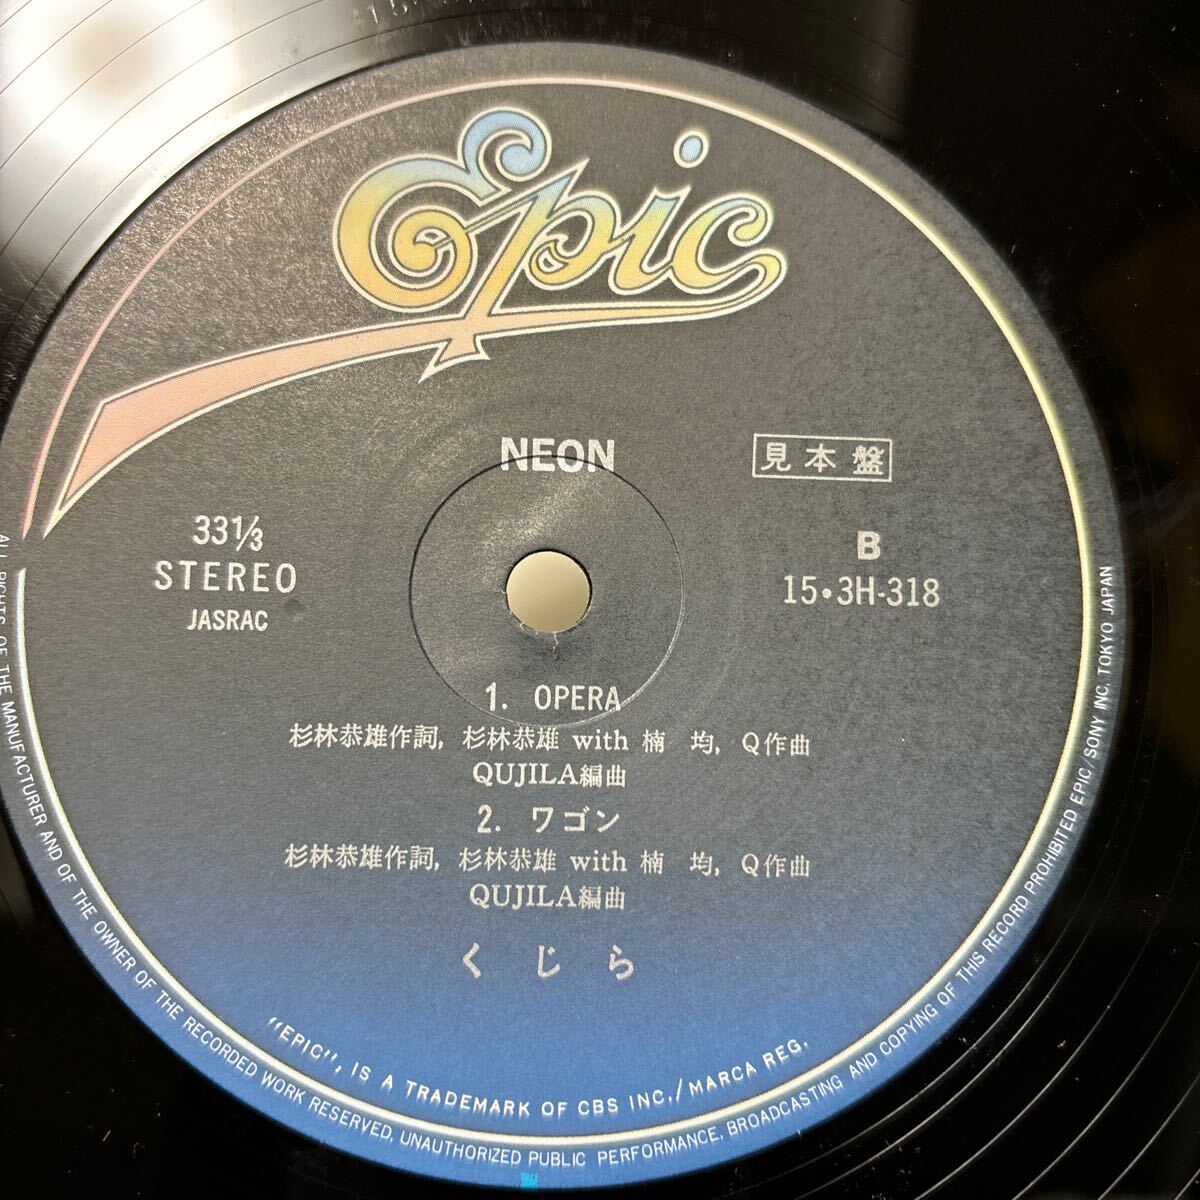 Epic
NEON
見本盤
33⅓
STEREO
JASRAC
B
15・3H-318
1. OPERA
杉林恭雄作詞, 杉林恭雄 with 楠 均, Q作曲
QUJILA編曲
2. ワゴン
杉林恭雄作詞, 杉林恭雄 with 楠 均, Q作曲
QUJILA編曲
くじら
"EPIC", IS A TRADEMARK OF CBS INC./MARCA REG.
ALL RIGHTS OF THE MANUFACTURER AND OF THE OWNER OF THE RECORDED WORK RESERVED. UNAUTHORIZED PUBLIC PERFORMANCE, BROADCASTING AND COPYING OF THIS RECORD PROHIBITED EPIC/SONY INC. TOKYO JAPAN